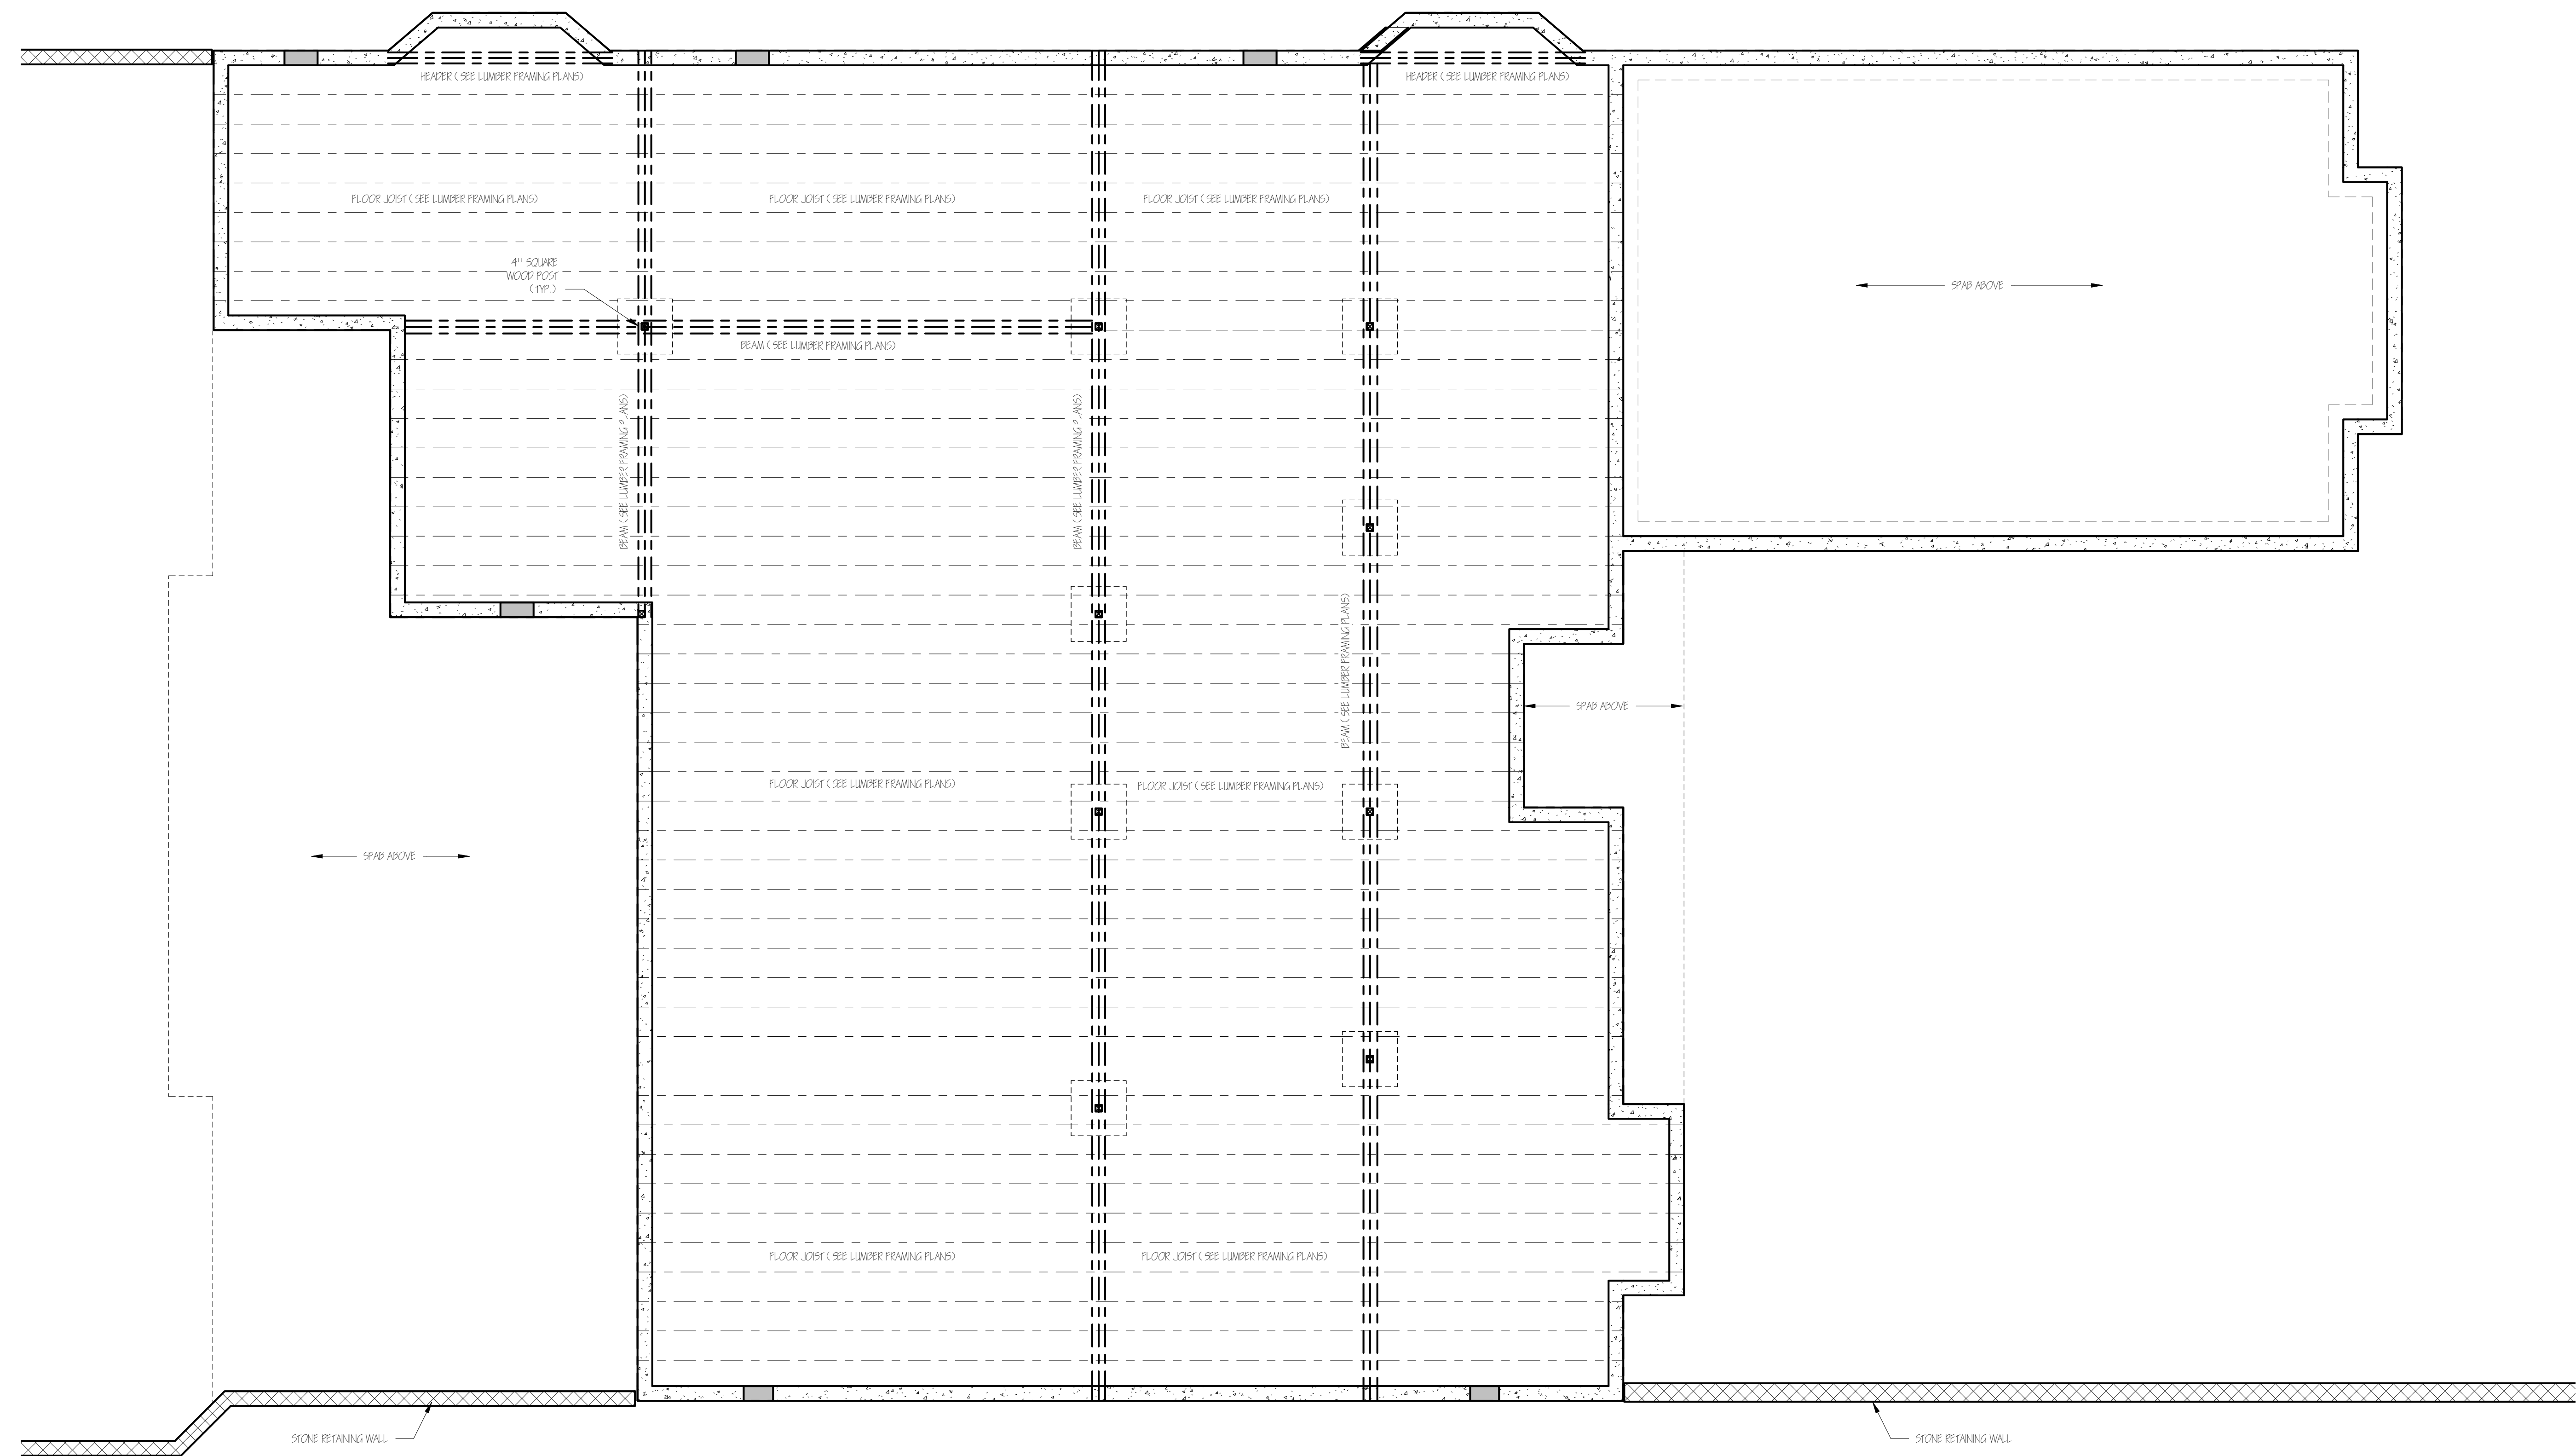 HEADER ( SEE LUMBER FRAMING PLANS)
HEADER ( SEE LUMBER FRAMING PLANS)
FLOOR JOIST ( SEE LUMBER FRAMING PLANS)
FLOOR JOIST ( SEE LUMBER FRAMING PLANS)
FLOOR JOIST ( SEE LUMBER FRAMING PLANS)
4" SQUARE
WOOD POST
( TYP.)
SPAB ABOVE
BEAM ( SEE LUMBER FRAMING PLANS)
BEAM ( SEE LUMBER FRAMING PLANS)
BEAM ( SEE LUMBER FRAMING PLANS)
BEAM ( SEE LUMBER FRAMING PLANS)
SPAB ABOVE
FLOOR JOIST ( SEE LUMBER FRAMING PLANS)
FLOOR JOIST ( SEE LUMBER FRAMING PLANS)
SPAB ABOVE
FLOOR JOIST ( SEE LUMBER FRAMING PLANS)
FLOOR JOIST ( SEE LUMBER FRAMING PLANS)
STONE RETAINING WALL
STONE RETAINING WALL